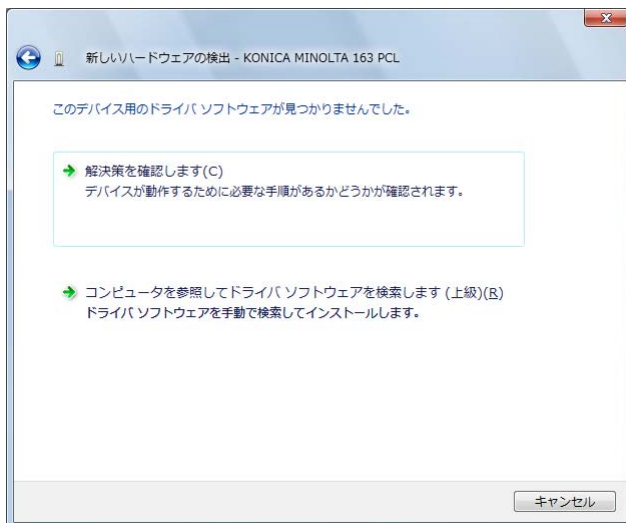 新しいハードウェアの検出 - KONICA MINOLTA 163 PCL
このデバイス用のドライバ ソフトウェアが見つかりませんでした。
解決策を確認します(C)
デバイスが動作するために必要な手順があるかどうかが確認されます。
コンピュータを参照してドライバ ソフトウェアを検索します (上級)(R)
ドライバ ソフトウェアを手動で検索してインストールします。
キャンセル